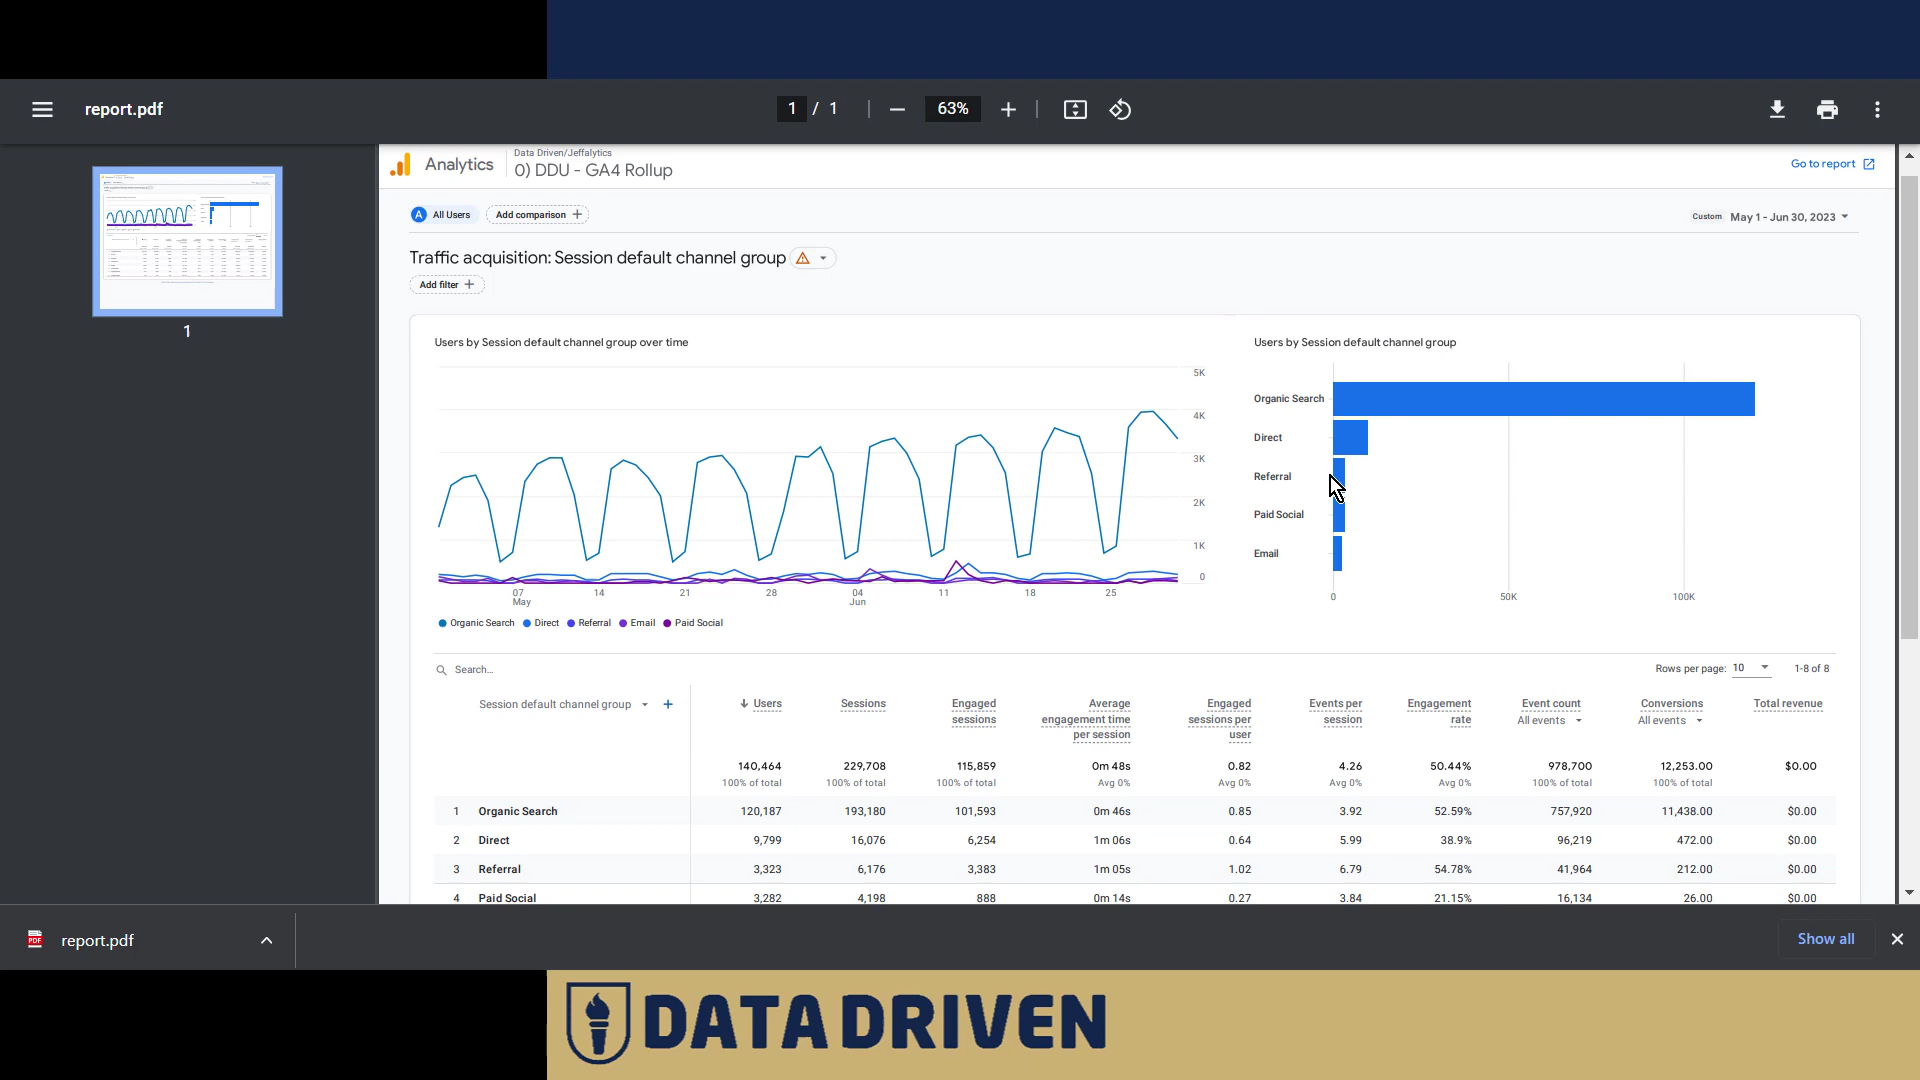 report.pdf
1 / 1
63%
Analytics
Data Driven/Jeffalytics
0) DDU - GA4 Rollup
Go to report
A All Users
Add comparison +
Custom May 1 - Jun 30, 2023
Traffic acquisition: Session default channel group
Add filter +
1
Users by Session default channel group over time
5K
4K
3K
2K
1K
0
07 14 21 28 04 11 18 25
May Jun
Organic Search Direct Referral Email Paid Social
Users by Session default channel group
Organic Search
Direct
Referral
Paid Social
Email
0 50K 100K
Search...
Rows per page: 10 1-8 of 8
Session default channel group +
Users
Sessions
Engaged
sessions
Average
engagement time
per session
Engaged
sessions per
user
Events per
session
Engagement
rate
Event count
All events
Conversions
All events
Total revenue
140,464 229,708 115,859 0m 48s 0.82 4.26 50.44% 978,700 12,253.00 $0.00
100% of total 100% of total 100% of total Avg 0% Avg 0% Avg 0% Avg 0% 100% of total 100% of total
1 Organic Search 120,187 193,180 101,593 0m 46s 0.85 3.92 52.59% 757,920 11,438.00 $0.00
2 Direct 9,799 16,076 6,254 1m 06s 0.64 5.99 38.9% 96,219 472.00 $0.00
3 Referral 3,323 6,176 3,383 1m 05s 1.02 6.79 54.78% 41,964 212.00 $0.00
4 Paid Social 3,282 4,198 888 0m 14s 0.27 3.84 21.15% 16,134 26.00 $0.00
PDF report.pdf
Show all
DATA DRIVEN